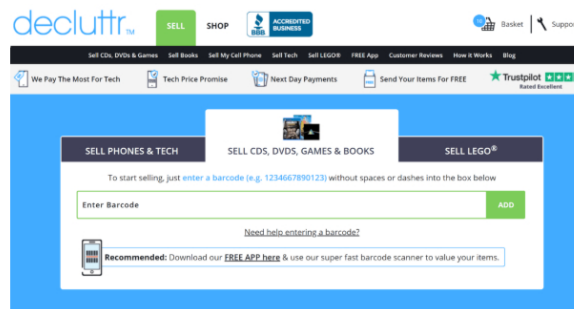 decluttr™
SELL
SHOP
BBB
ACCREDITED
BUSINESS
Basket
Suppo
Sell CDs, DVDs & Games Sell Books Sell My Cell Phone Sell Tech Sell LEGO® FREE App Customer Reviews How it Works Blog
We Pay The Most For Tech
Tech Price Promise
Next Day Payments
Send Your Items For FREE
Trustpilot
Rated Excellent
SELL PHONES & TECH
SELL CDS, DVDS, GAMES & BOOKS
SELL LEGO®
To start selling, just enter a barcode (e.g. 1234667890123) without spaces or dashes into the box below
Enter Barcode
ADD
Need help entering a barcode?
Recommended: Download our FREE APP here & use our super fast barcode scanner to value your items.